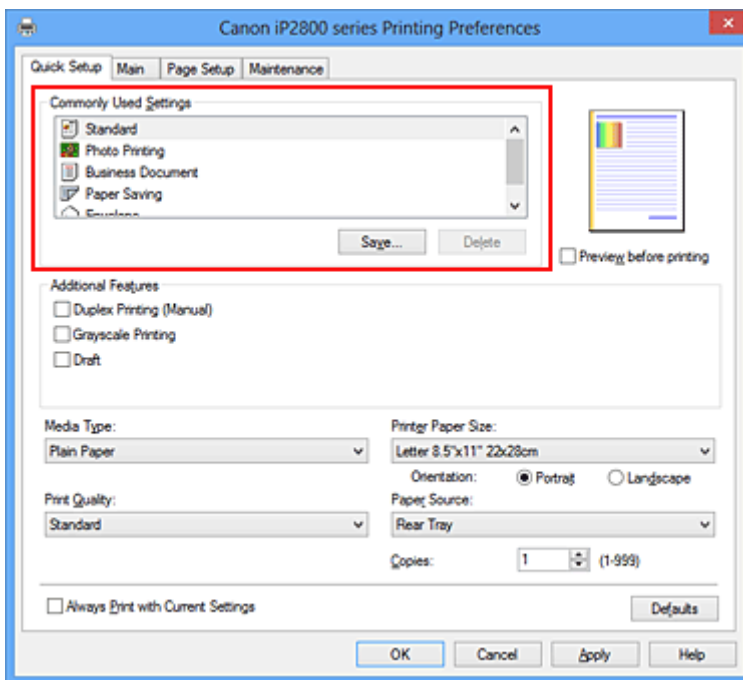 Canon iP2800 series Printing Preferences
Quick Setup Main Page Setup Maintenance
Commonly Used Settings
Standard
Photo Printing
Business Document
Paper Saving
Envelope
Save... Delete
Preview before printing
Additional Features
Duplex Printing (Manual)
Grayscale Printing
Draft
Media Type: Printer Paper Size:
Plain Paper Letter 8.5"x11" 22x28cm
Orientation: Portrait Landscape
Print Quality: Paper Source:
Standard Rear Tray
Copies: 1 (1-999)
Always Print with Current Settings Defaults
OK Cancel Apply Help